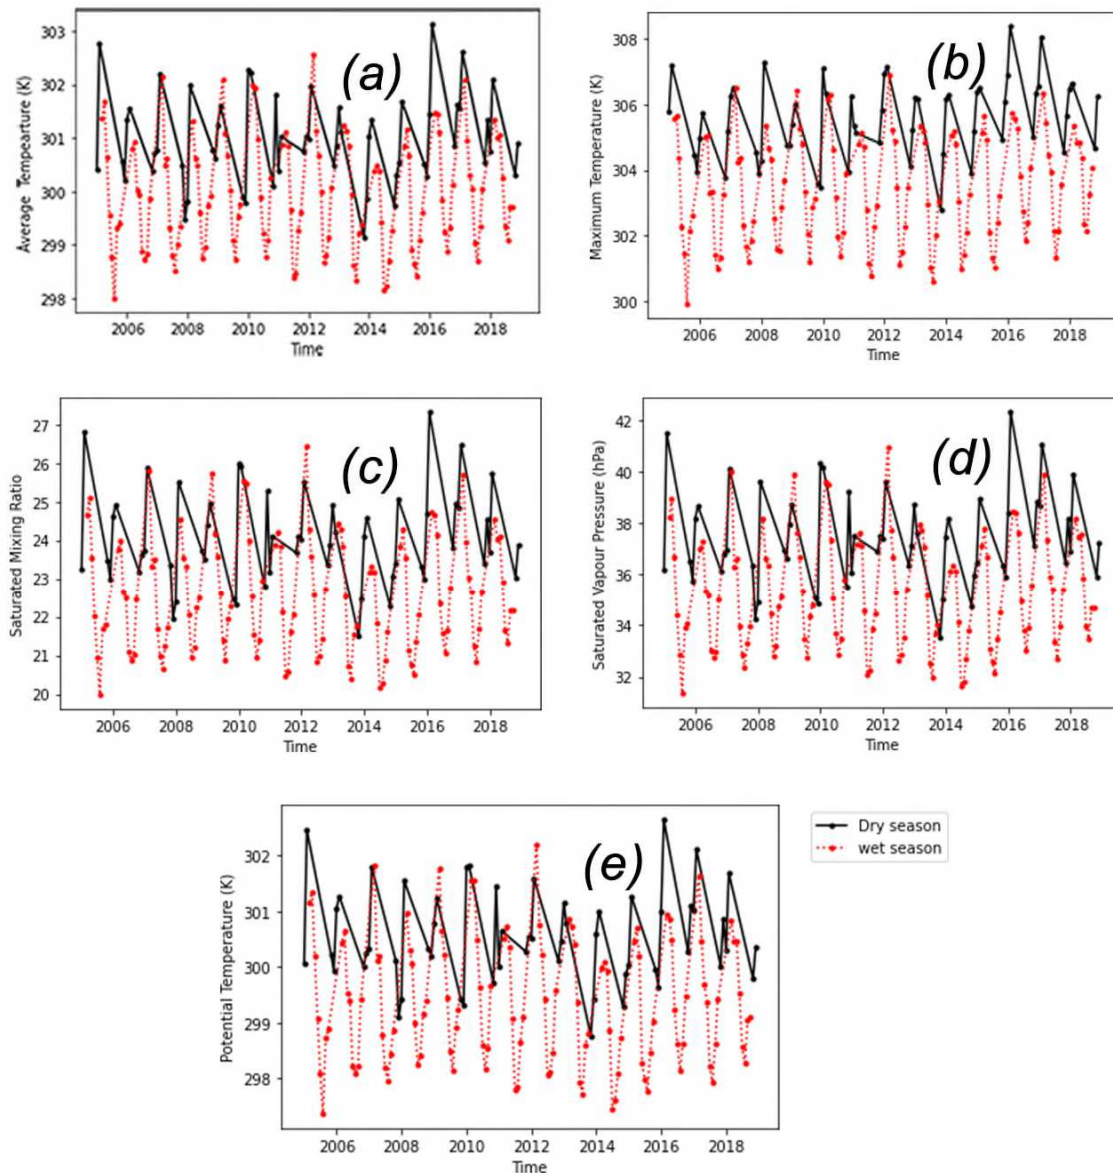 (a)
Average Tempearture (K)
303
302
301
300
299
298
2006 2008 2010 2012 2014 2016 2018
Time
(b)
Maximum Temperature (K)
308
306
304
302
300
2006 2008 2010 2012 2014 2016 2018
Time
(c)
Saturated Mixing Ratio
27
26
25
24
23
22
21
20
2006 2008 2010 2012 2014 2016 2018
Time
(d)
Saturated Vapour Pressure (hPa)
42
40
38
36
34
32
2006 2008 2010 2012 2014 2016 2018
Time
(e)
Potential Temperature (K)
302
301
300
299
298
2006 2008 2010 2012 2014 2016 2018
Time
Dry season
wet season